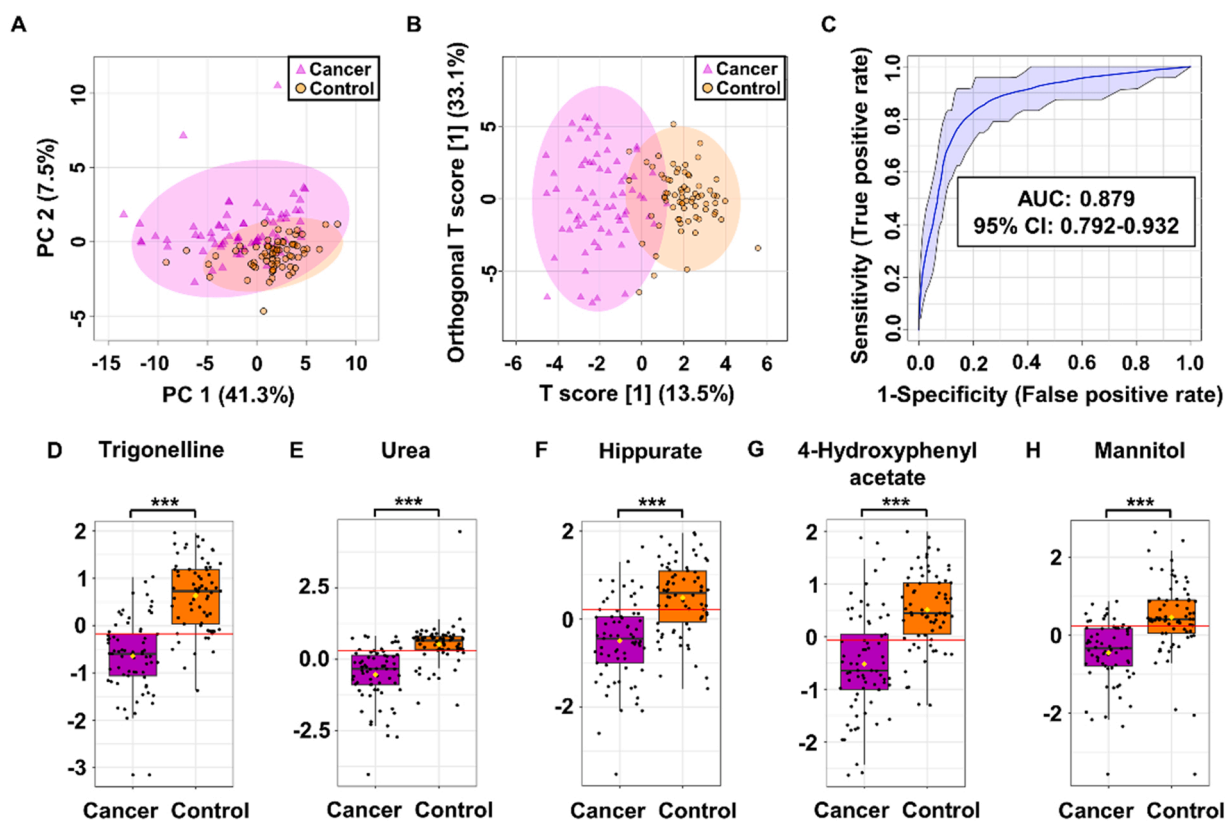 A
Cancer
Control
PC 2 (7.5%)
10
5
0
-5
-15
-10
-5
0
5
10
PC 1 (41.3%)
B
Cancer
Control
Orthogonal T score [1] (33.1%)
5
0
-5
-6
-4
-2
0
2
4
6
T score [1] (13.5%)
C
Sensitivity (True positive rate)
1.0
0.8
0.6
0.4
0.2
0.0
AUC: 0.879
95% CI: 0.792-0.932
0.0
0.2
0.4
0.6
0.8
1.0
1-Specificity (False positive rate)
D
Trigonelline
***
2
1
0
-1
-2
-3
Cancer
Control
E
Urea
***
2.5
0.0
-2.5
Cancer
Control
F
Hippurate
***
2
0
-2
Cancer
Control
G
4-Hydroxyphenyl
acetate
***
2
1
0
-1
-2
Cancer
Control
H
Mannitol
***
2
0
-2
Cancer
Control